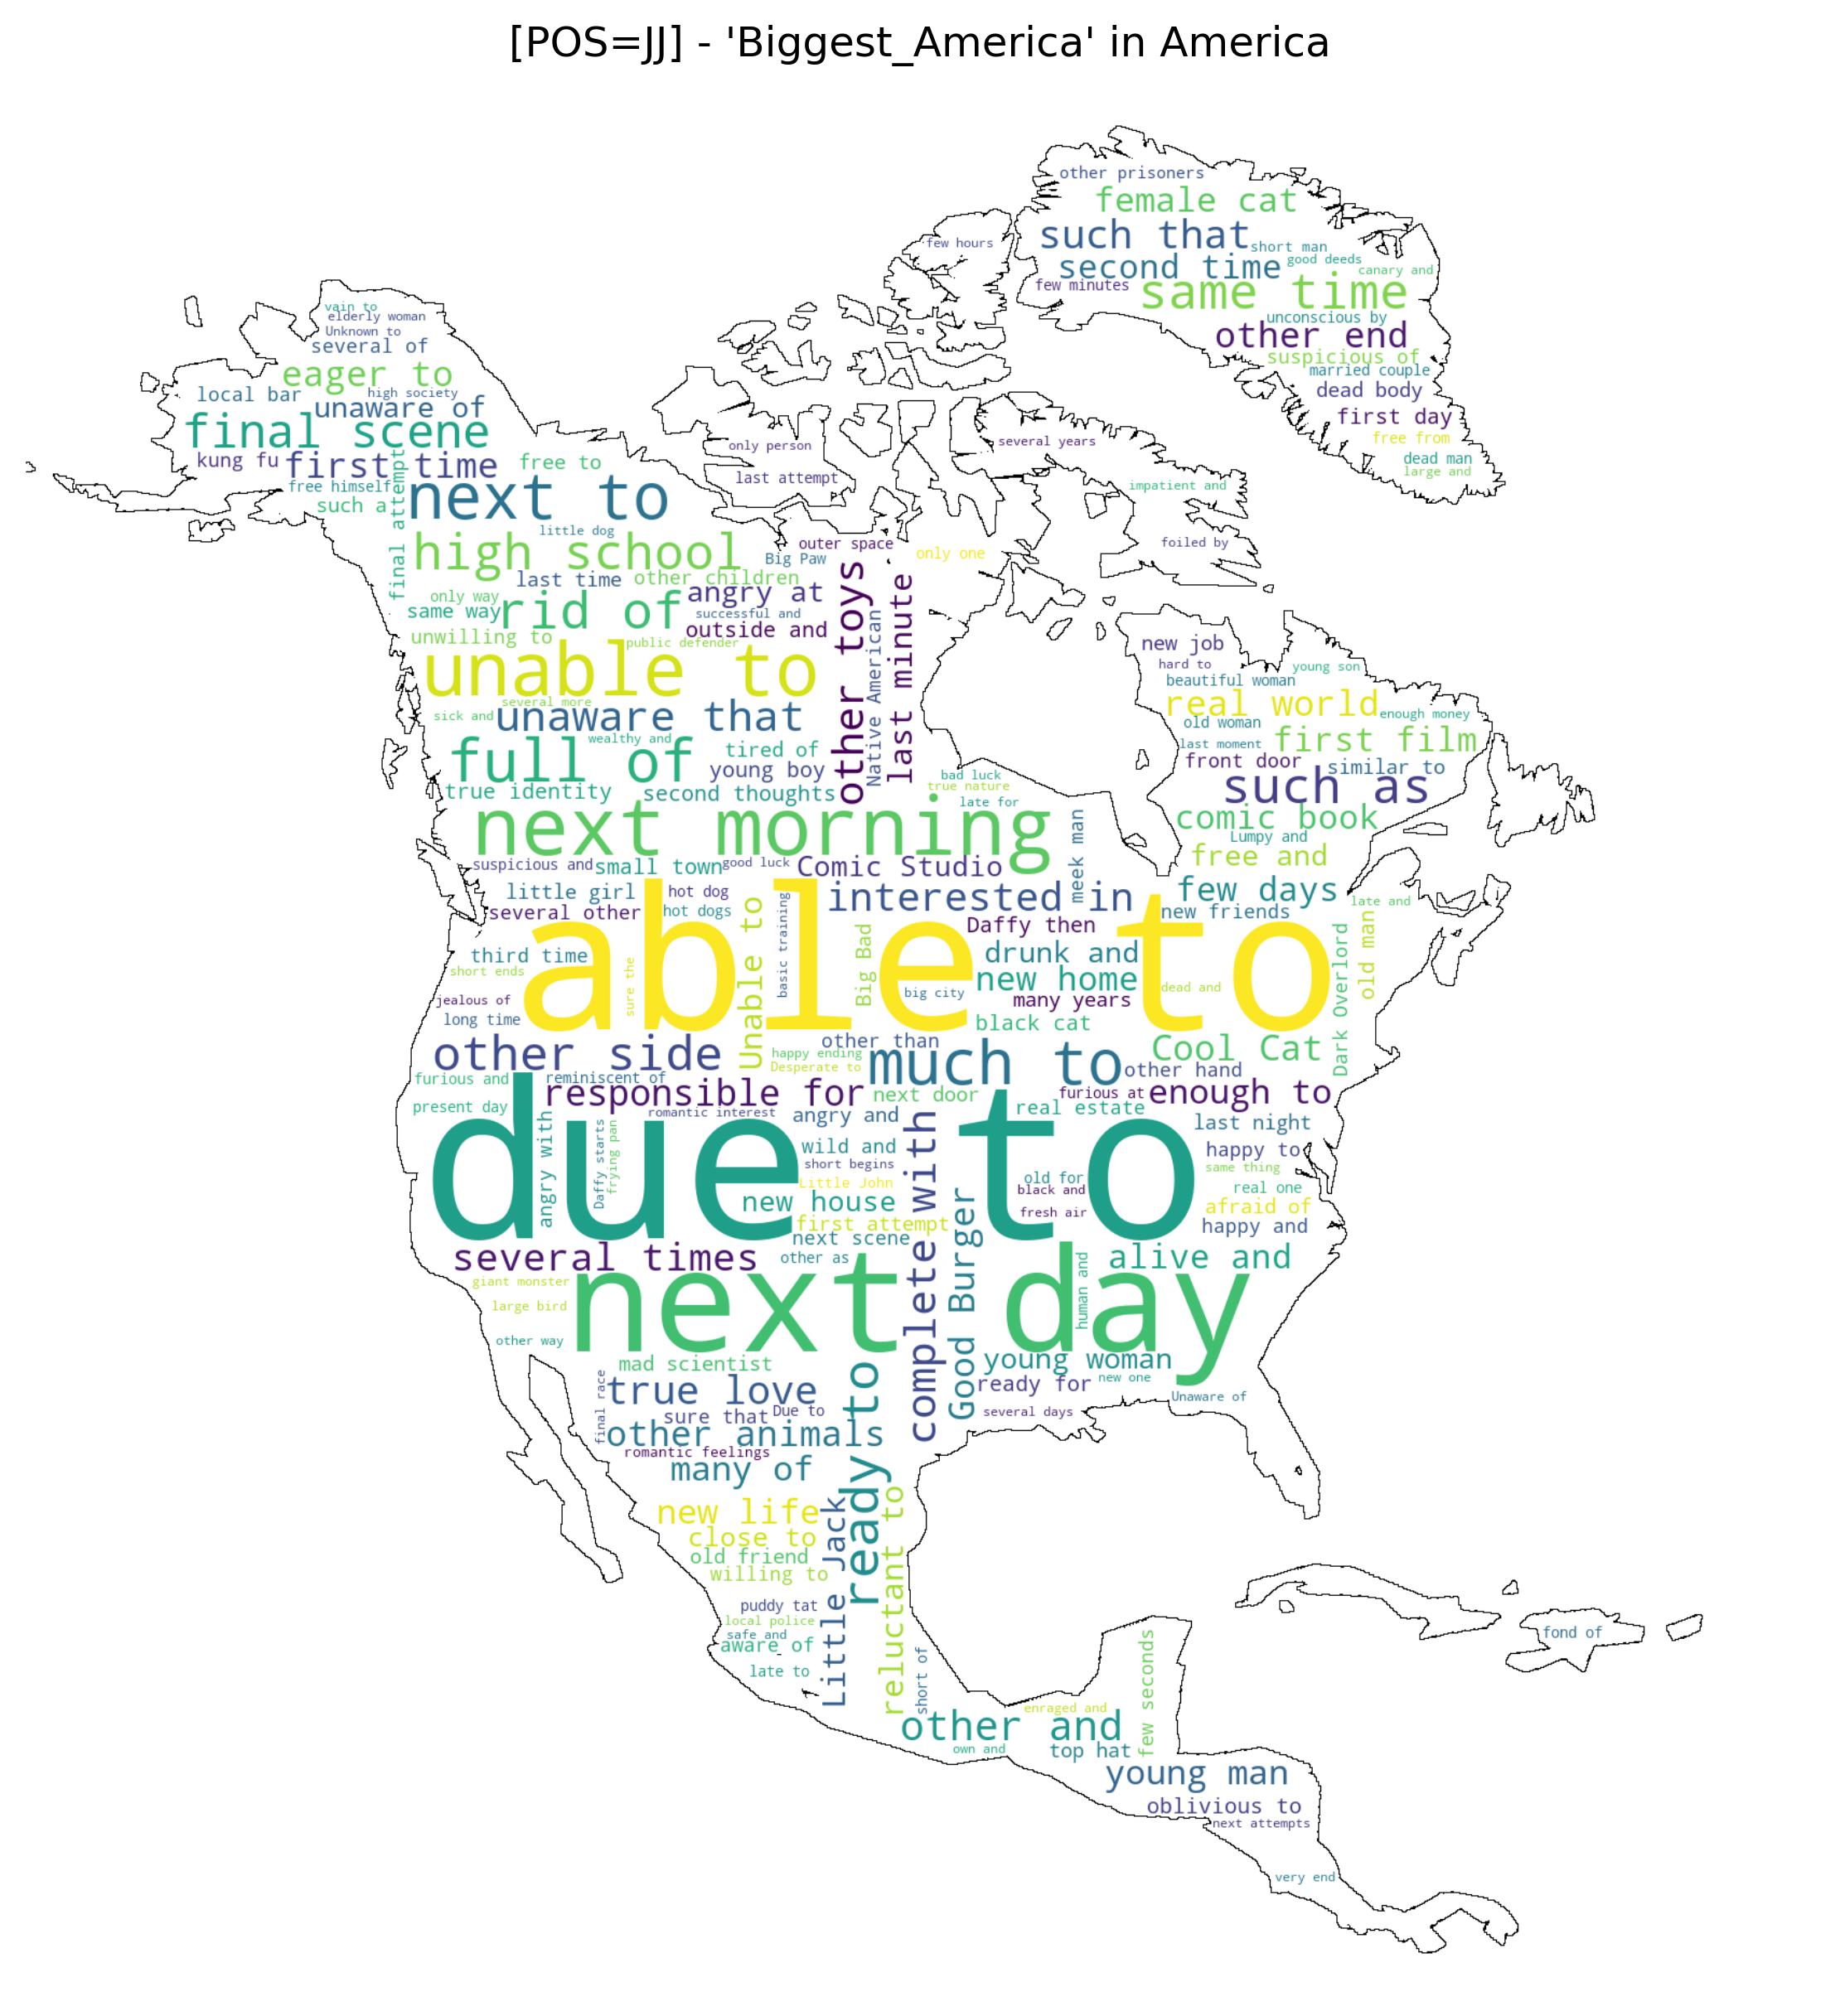 [POS=JJ] - 'Biggest_America' in America
other prisoners
female cat
few hours
such that
short man
second time
good deeds
canary and
few minutes
same time
unconscious by
other end
suspicious of
married couple
dead body
first day
free from
dead man
large and
vain to
elderly woman
Unknown to
several of
eager to
local bar
high society
unaware of
final scene
kung fu
first time
free to
free himself
such a
final attempt
next to
only person
several years
last attempt
impatient and
foiled by
little dog
high school
outer space
Big Paw
only one
last time
other children
angry at
only way
same way
rid of
successful and
outside and
unwilling to
public defender
unable to
other toys
Native American
last minute
several more
sick and
unaware that
wealthy and
full of
tired of
young boy
true identity
second thoughts
bad luck
true nature
late for
new job
hard to
young son
beautiful woman
real world
enough money
old woman
last moment
first film
front door
similar to
such as
comic book
Lumpy and
free and
next morning
meek man
suspicious and
small town
good luck
Comic Studio
little girl
hot dog
interested in
few days
late and
several other
hot dogs
new friends
Daffy then
able to
Unable to
basic training
Big Bad
drunk and
third time
short ends
sure the
new home
big city
dead and
many years
jealous of
long time
black cat
old man
Dark Overlord
other side
other than
happy ending
Desperate to
much to
Cool Cat
other hand
furious and
reminiscent of
responsible for
next door
furious at
enough to
present day
romantic interest
angry and
real estate
last night
due to
angry with
Daffy starts
frying pan
wild and
short begins
Little John
new house
first attempt
next scene
other as
complete with
Good Burger
old for
black and
fresh air
happy to
same thing
real one
afraid of
happy and
several times
alive and
giant monster
large bird
other way
next day
human and
mad scientist
young woman
ready for
new one
Unaware of
several days
final race
true love
sure that
Due to
other animals
romantic feelings
many of
ready to
new life
close to
old friend
willing to
Little Jack
reluctant to
puddy tat
local police
safe and
aware of
late to
short of
fond of
few seconds
enraged and
other and
own and
top hat
young man
oblivious to
next attempts
very end